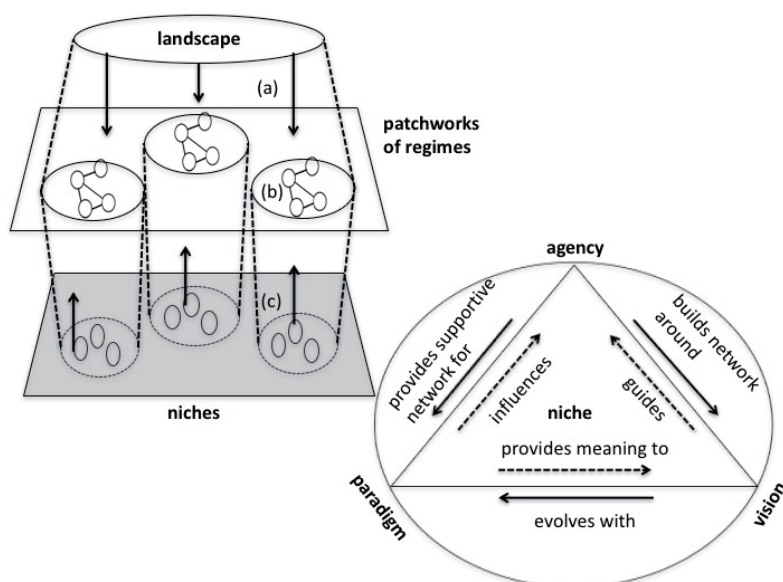 landscape
(a)
patchworks
of regimes
(b)
(c)
niches
agency
provides supportive
network for
influences
builds network
around
guides
niche
provides meaning to
paradigm
vision
evolves with